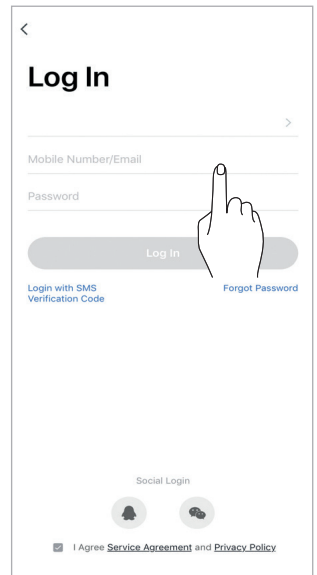 Log In
Mobile Number/Email
Password
Log In
Login with SMS
Verification Code
Forgot Password
Social Login
I Agree Service Agreement and Privacy Policy